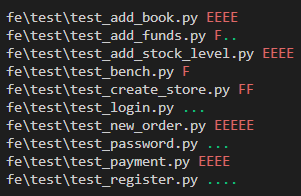 fe\test\test_add_book.py EEEE
fe\test\test_add_funds.py F..
fe\test\test_add_stock_level.py EEEE
fe\test\test_bench.py F
fe\test\test_create_store.py FF
fe\test\test_login.py ...
fe\test\test_new_order.py EEEEE
fe\test\test_password.py ...
fe\test\test_payment.py EEEE
fe\test\test_register.py ....